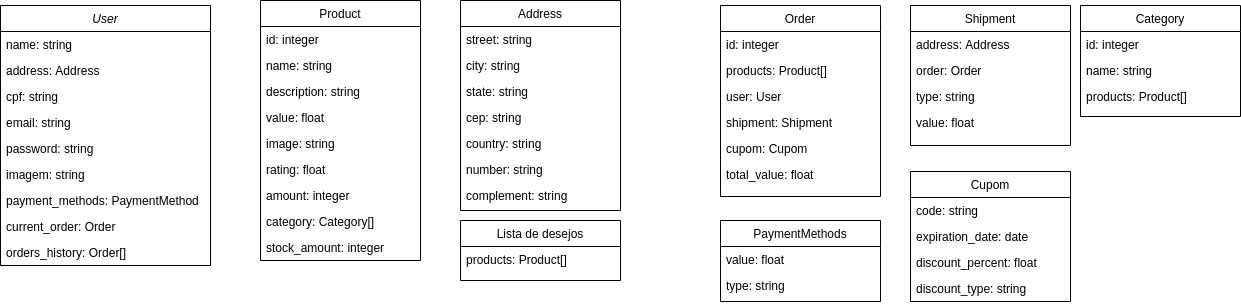 User
name: string
address: Address
cpf: string
email: string
password: string
imagem: string
payment_methods: PaymentMethod
current_order: Order
orders_history: Order[]
Product
id: integer
name: string
description: string
value: float
image: string
rating: float
amount: integer
category: Category[]
stock_amount: integer
Address
street: string
city: string
state: string
cep: string
country: string
number: string
complement: string
Lista de desejos
products: Product[]
Order
id: integer
products: Product[]
user: User
shipment: Shipment
cupom: Cupom
total_value: float
PaymentMethods
value: float
type: string
Shipment
address: Address
order: Order
type: string
value: float
Cupom
code: string
expiration_date: date
discount_percent: float
discount_type: string
Category
id: integer
name: string
products: Product[]